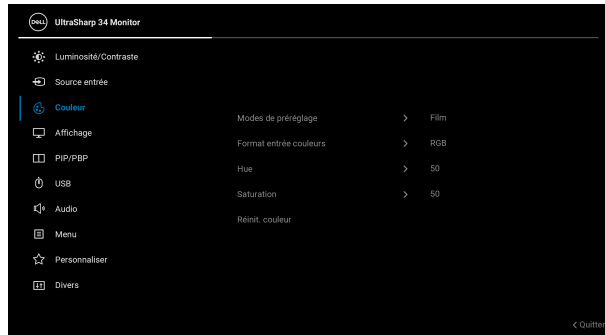 DELL
UltraSharp 34 Monitor
Luminosité/Contraste
Source entrée
Couleur
Modes de préréglage > Film
Affichage
Format entrée couleurs > RGB
PIP/PBP
Hue > 50
USB
Saturation > 50
Audio
Réinit. couleur
Menu
Personnaliser
Divers
< Quitter